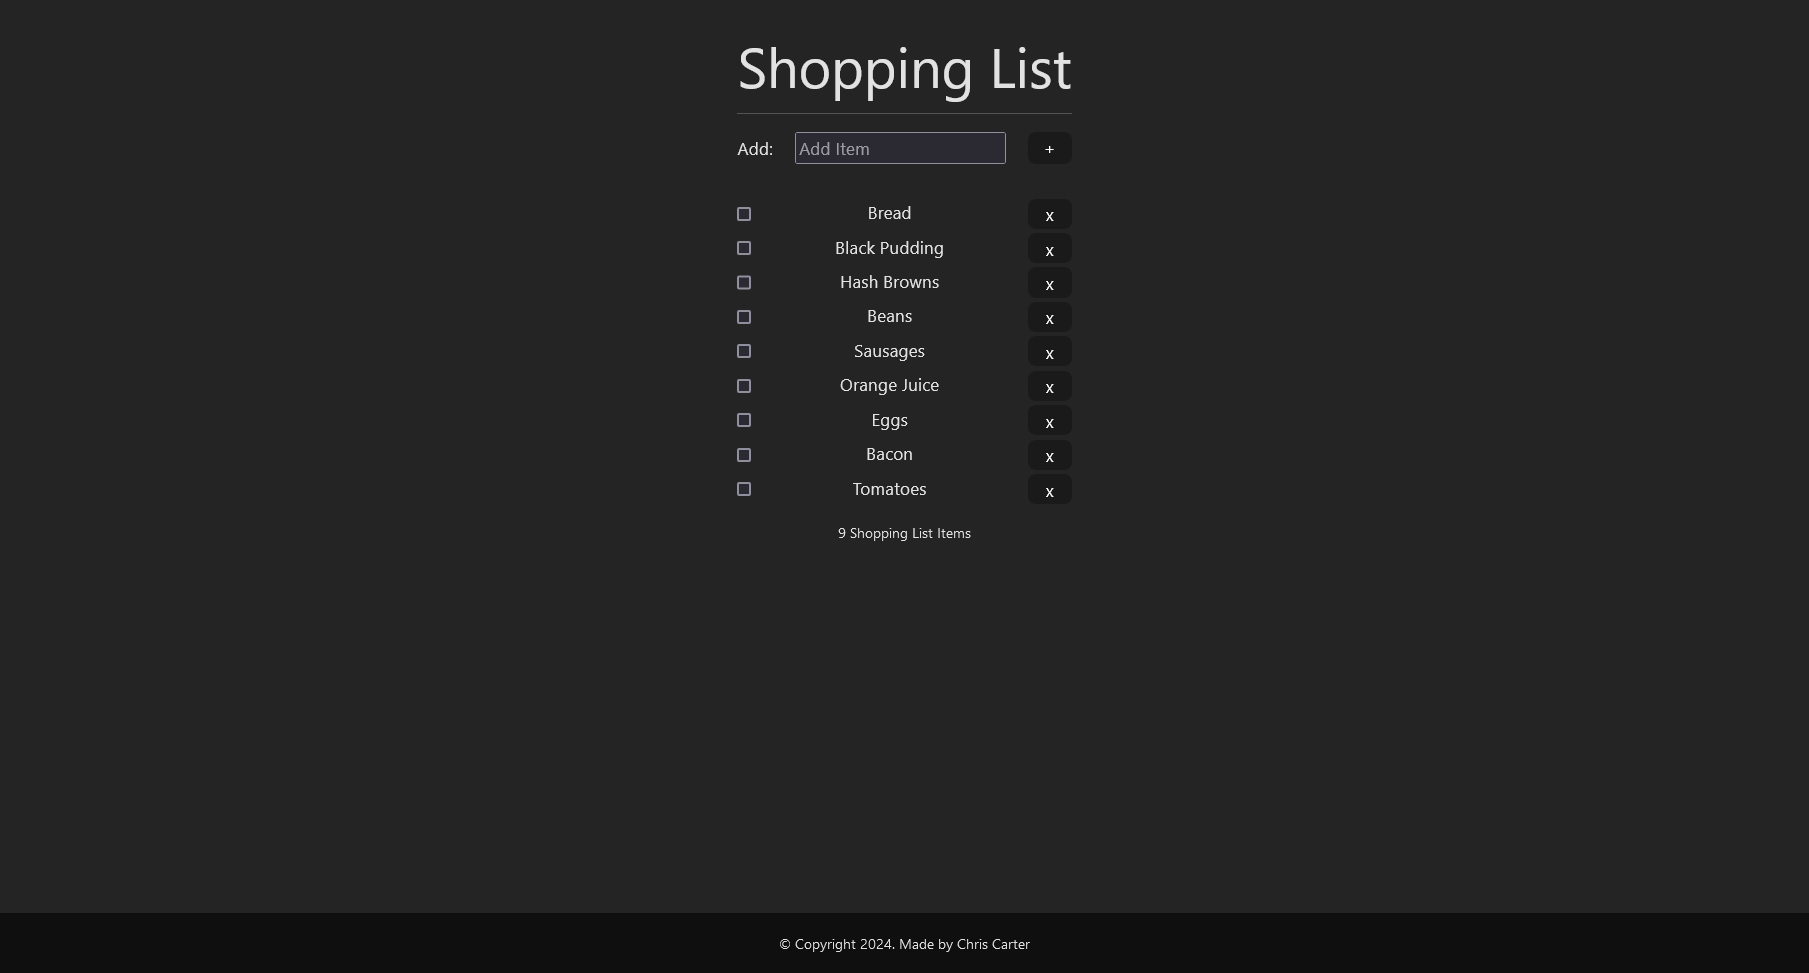 Shopping List
Add: Add Item +
Bread x
Black Pudding x
Hash Browns x
Beans x
Sausages x
Orange Juice x
Eggs x
Bacon x
Tomatoes x
9 Shopping List Items
© Copyright 2024. Made by Chris Carter